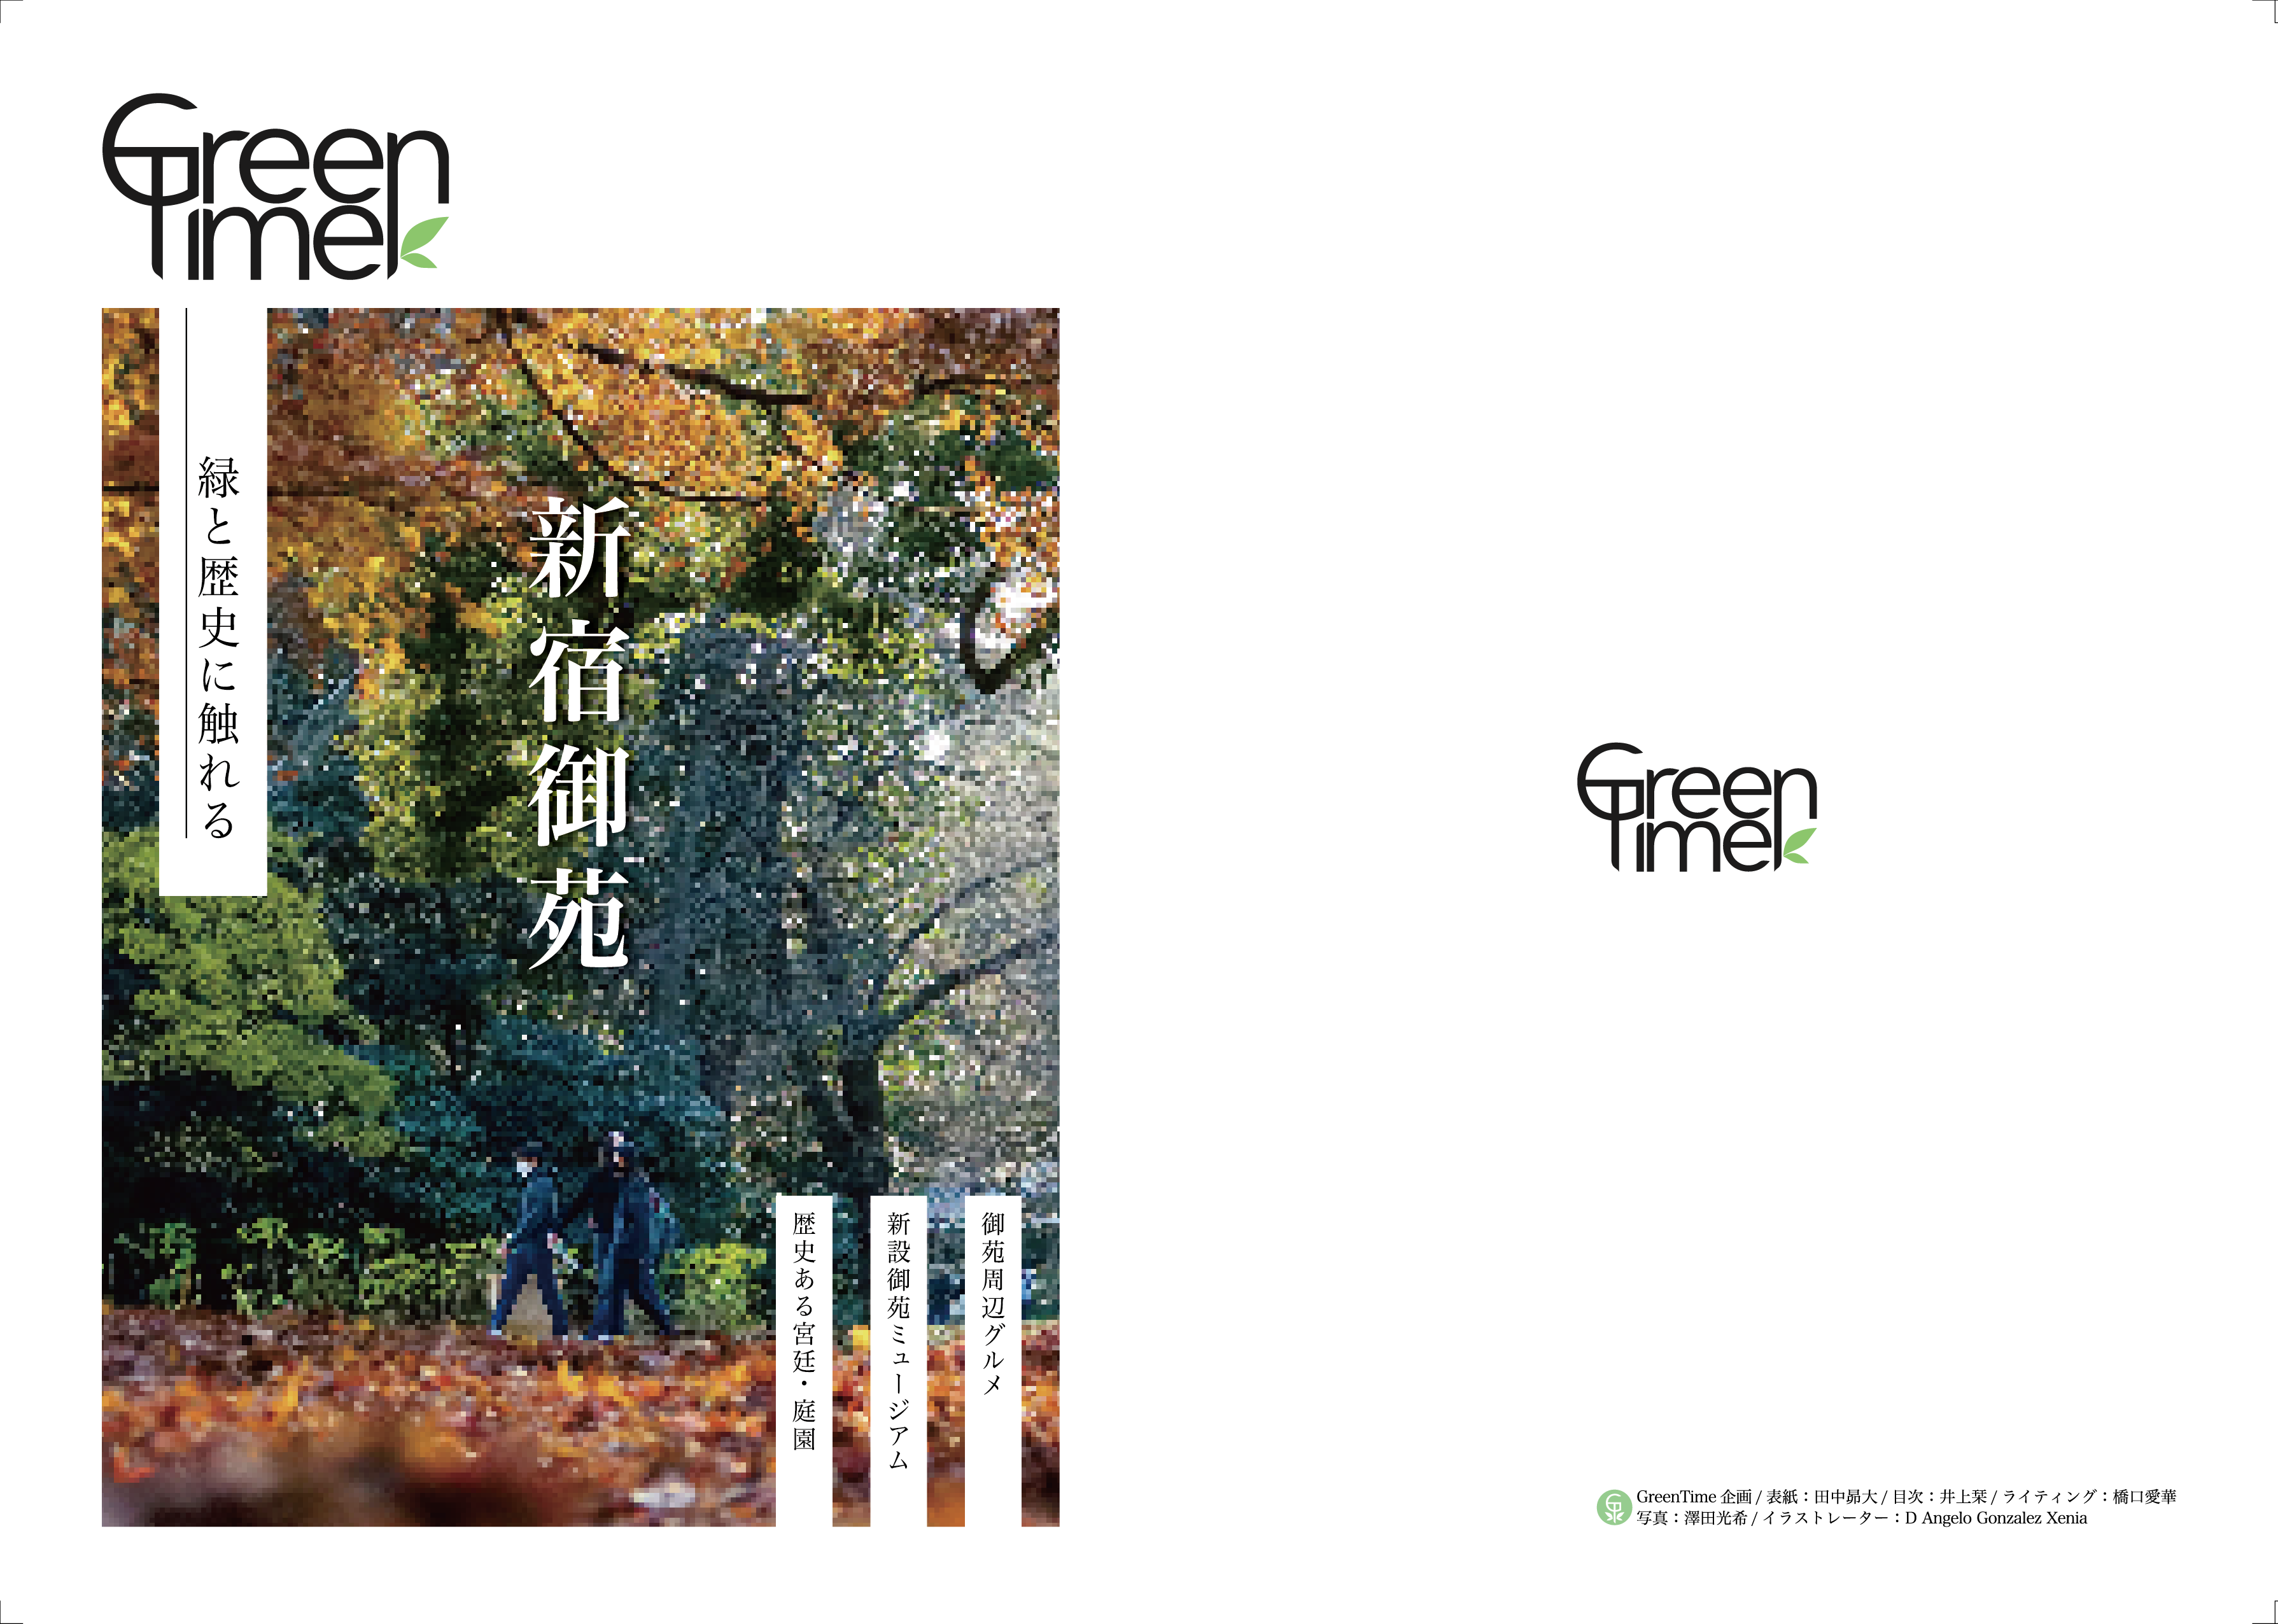 Green
Time
緑と歴史に触れる
新宿御苑
御苑周辺グルメ
新設御苑ミュージアム
歴史ある宮廷・庭園
Green
Time
GreenTime 企画 / 表紙：田中昴大 / 目次：井上栞 / ライティング：橋口愛華
写真：澤田光希 / イラストレーター：D Angelo Gonzalez Xenia